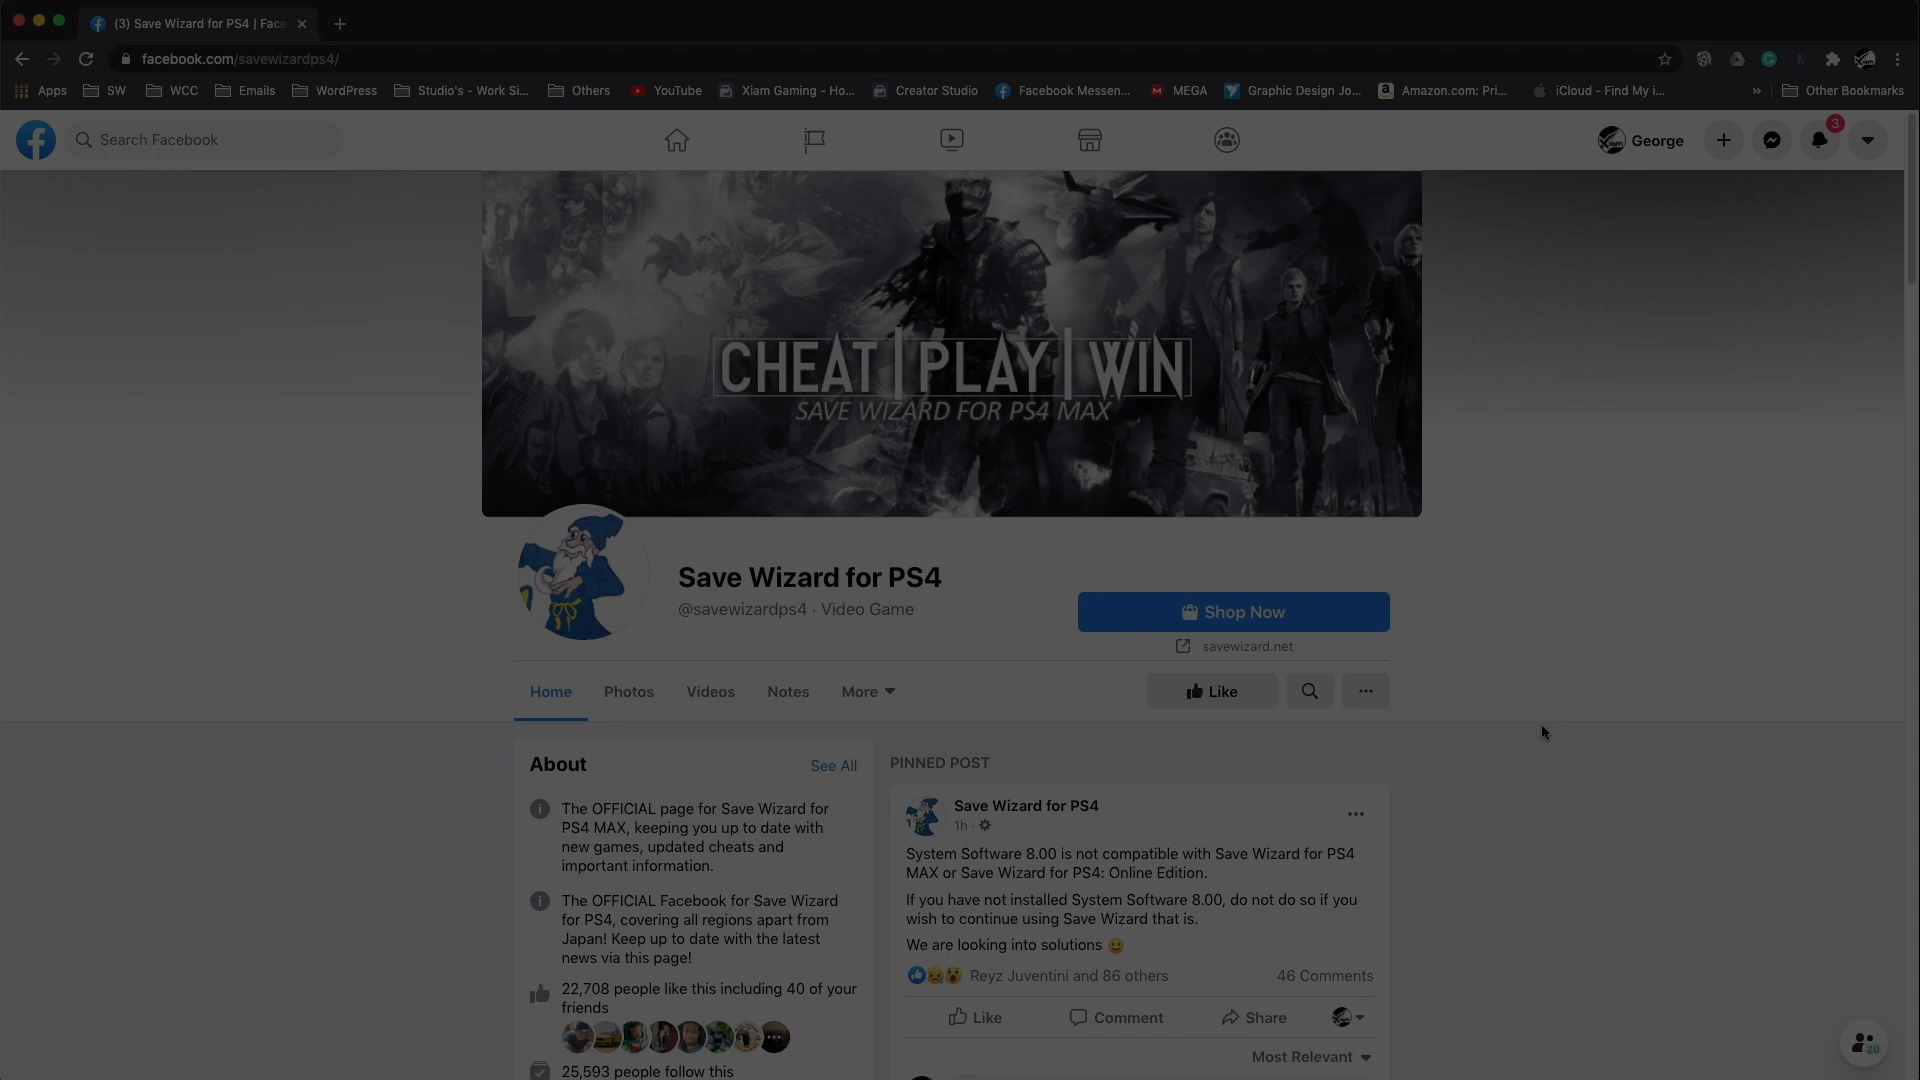 (3) Save Wizard for PS4 | Face
facebook.com/savewizardps4/
Apps SW WCC Emails WordPress Studio's - Work Si... Others YouTube Xiam Gaming - Ho... Creator Studio Facebook Messen... MEGA Graphic Design Jo... Amazon.com: Pri... iCloud - Find My i... » Other Bookmarks
Search Facebook
George
3
CHEAT|PLAY|WIN
SAVE WIZARD FOR PS4 MAX
Save Wizard for PS4
@savewizardps4 · Video Game
Shop Now
savewizard.net
Home Photos Videos Notes More
Like
About
See All
The OFFICIAL page for Save Wizard for
PS4 MAX, keeping you up to date with
new games, updated cheats and
important information.
The OFFICIAL Facebook for Save Wizard
for PS4, covering all regions apart from
Japan! Keep up to date with the latest
news via this page!
22,708 people like this including 40 of your
friends
25,593 people follow this
PINNED POST
Save Wizard for PS4
1h ·
System Software 8.00 is not compatible with Save Wizard for PS4
MAX or Save Wizard for PS4: Online Edition.
If you have not installed System Software 8.00, do not do so if you
wish to continue using Save Wizard that is.
We are looking into solutions 😀
Reyz Juventini and 86 others
46 Comments
Like Comment Share
Most Relevant
20